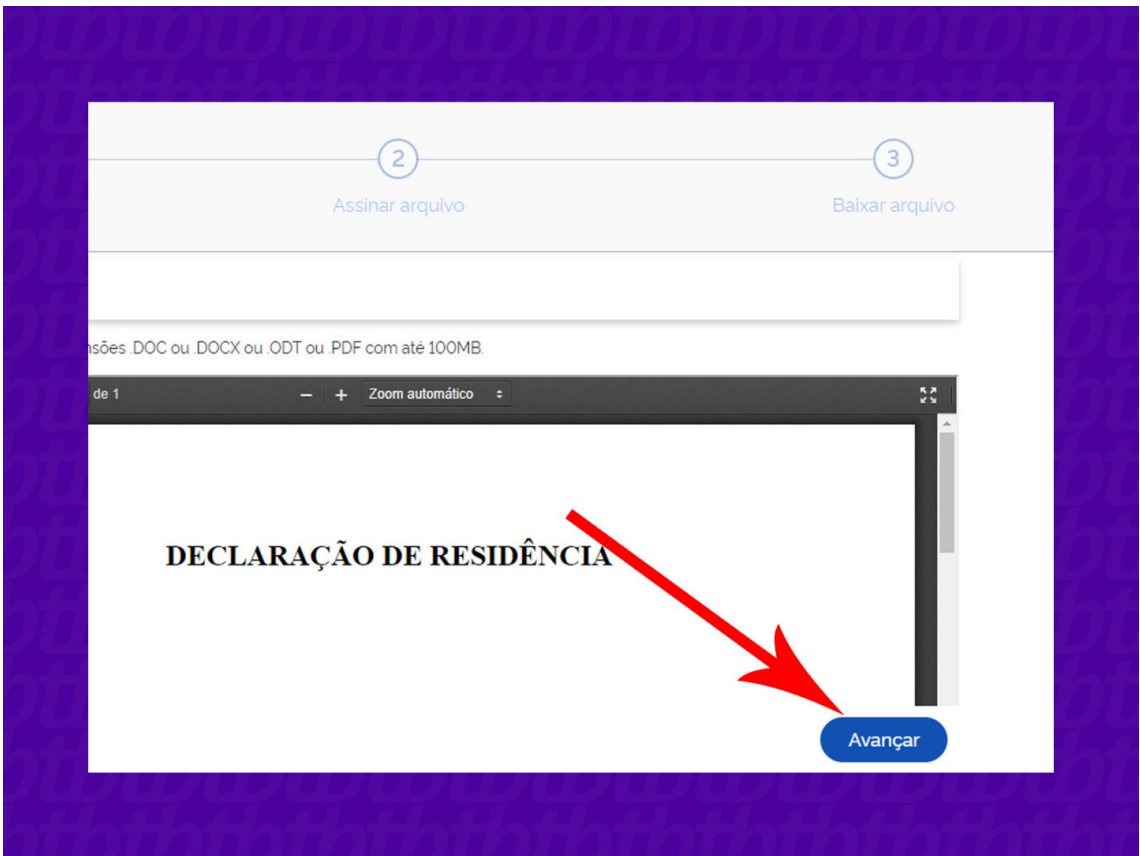 2
3
Assinar arquivo
Baixar arquivo
nsões .DOC ou .DOCX ou .ODT ou .PDF com até 100MB.
de 1
− + Zoom automático
DECLARAÇÃO DE RESIDÊNCIA
Avançar